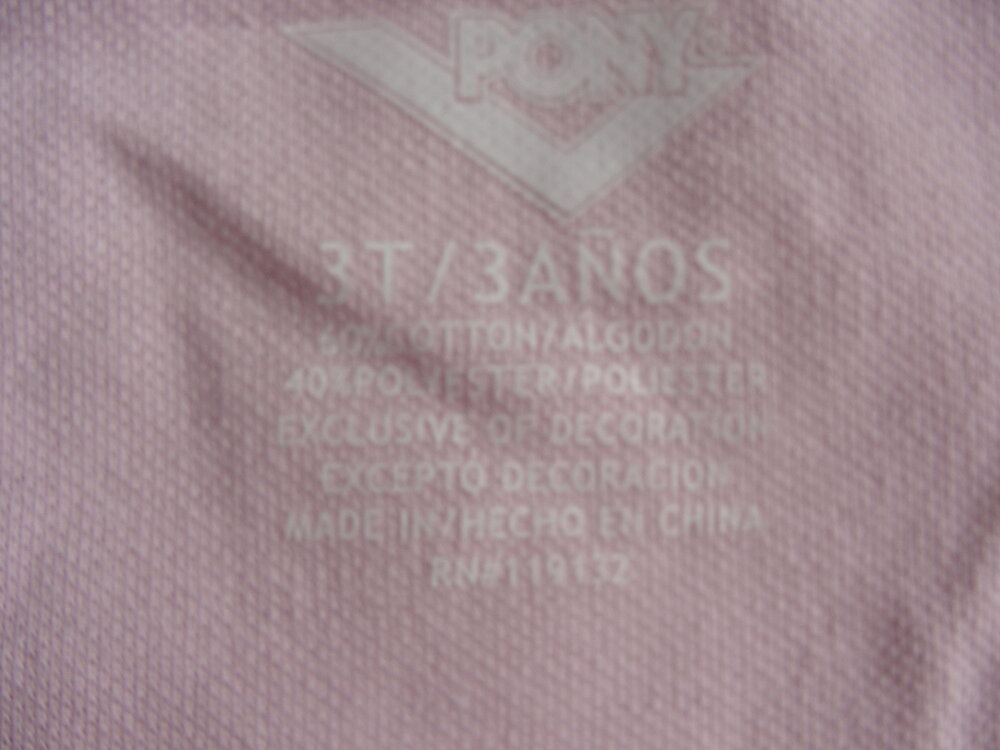 PONY
3T/3AÑOS
60% COTTON/ALGODON
40%POLYESTER/POLIESTER
EXCLUSIVE OF DECORATION
EXCEPTO DECORACION
MADE IN/HECHO EN CHINA
RN#119132